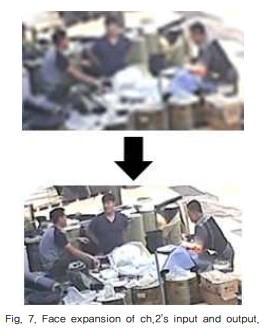 Fig. 7. Face expansion of ch.2's input and output.